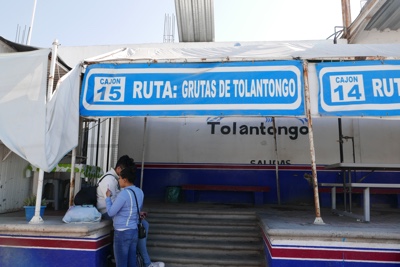 CAJON
15
RUTA: GRUTAS DE TOLANTONGO
CAJON
14
RUT
Tolantongo
SALIDAS